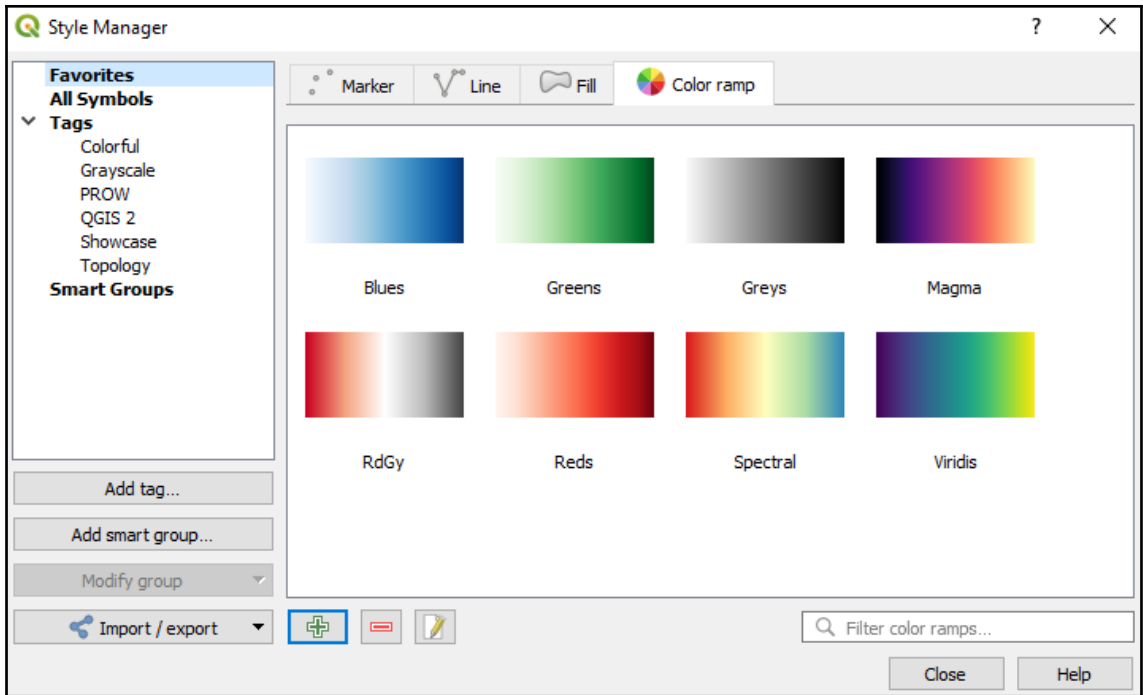 Style Manager
?
Favorites
All Symbols
Tags
Colorful
Grayscale
PROW
QGIS 2
Showcase
Topology
Smart Groups
Add tag...
Add smart group...
Modify group
Import / export
Marker
Line
Fill
Color ramp
Blues
Greens
Greys
Magma
RdGy
Reds
Spectral
Viridis
Filter color ramps...
Close
Help